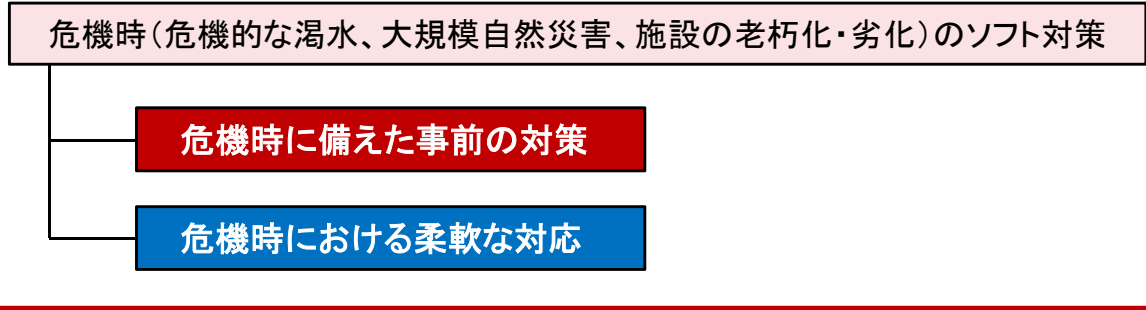 危機時（危機的な渇水、大規模自然災害、施設の老朽化・劣化）のソフト対策
危機時に備えた事前の対策
危機時における柔軟な対応